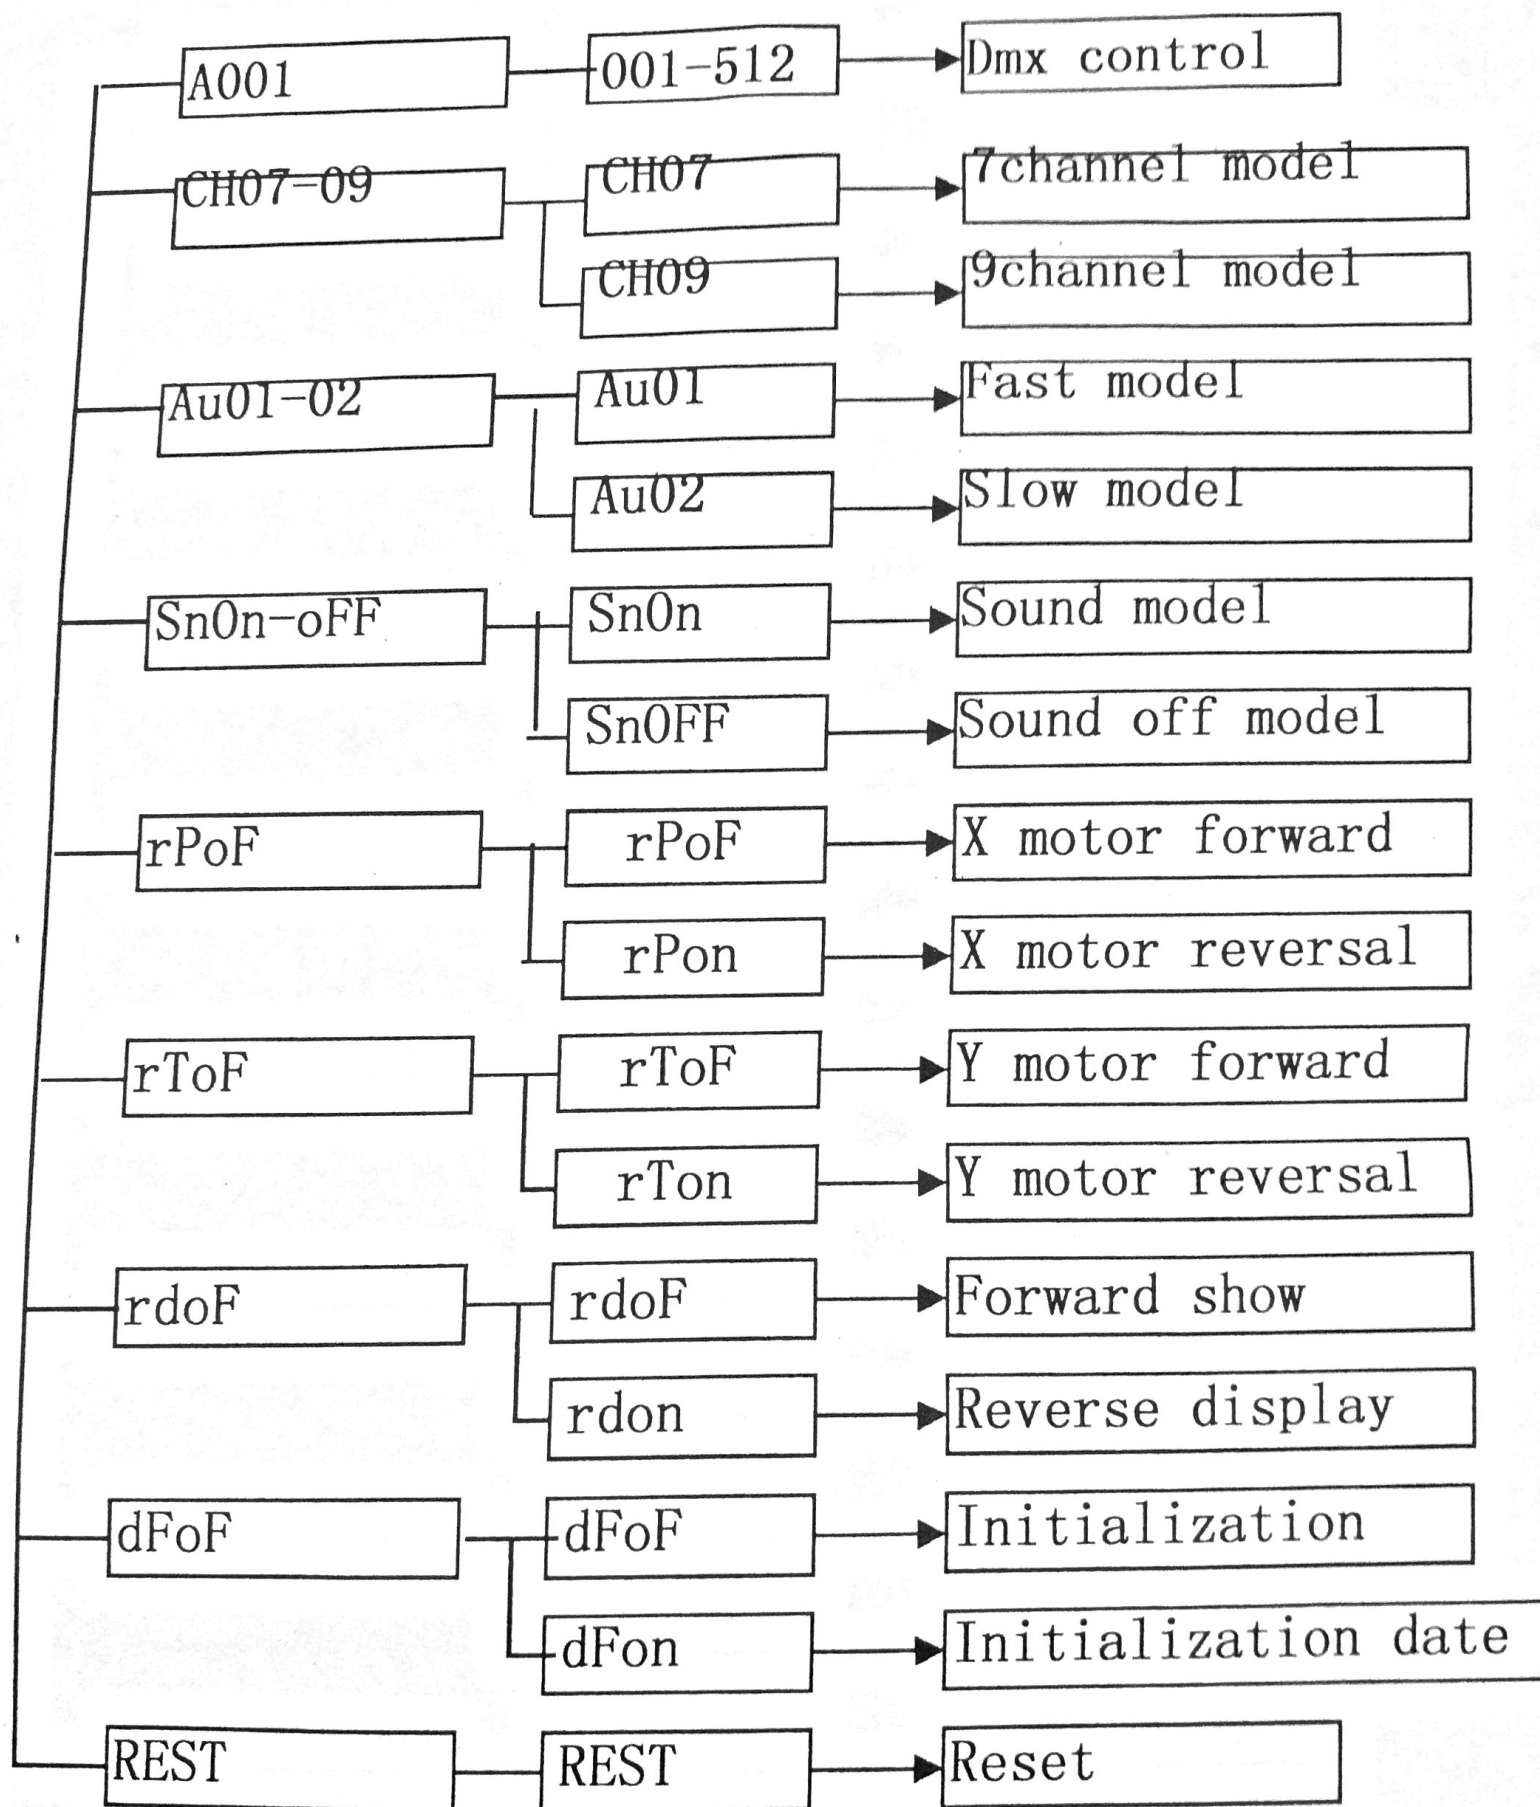 A001 001-512 Dmx control
CH07-09 CH07 7channel model
CH09 9channel model
Au01-02 Au01 Fast model
Au02 Slow model
SnOn-oFF SnOn Sound model
SnOFF Sound off model
rPoF rPoF X motor forward
rPon X motor reversal
rToF rToF Y motor forward
rTon Y motor reversal
rdoF rdoF Forward show
rdon Reverse display
dFoF dFoF Initialization
dFon Initialization date
REST REST Reset